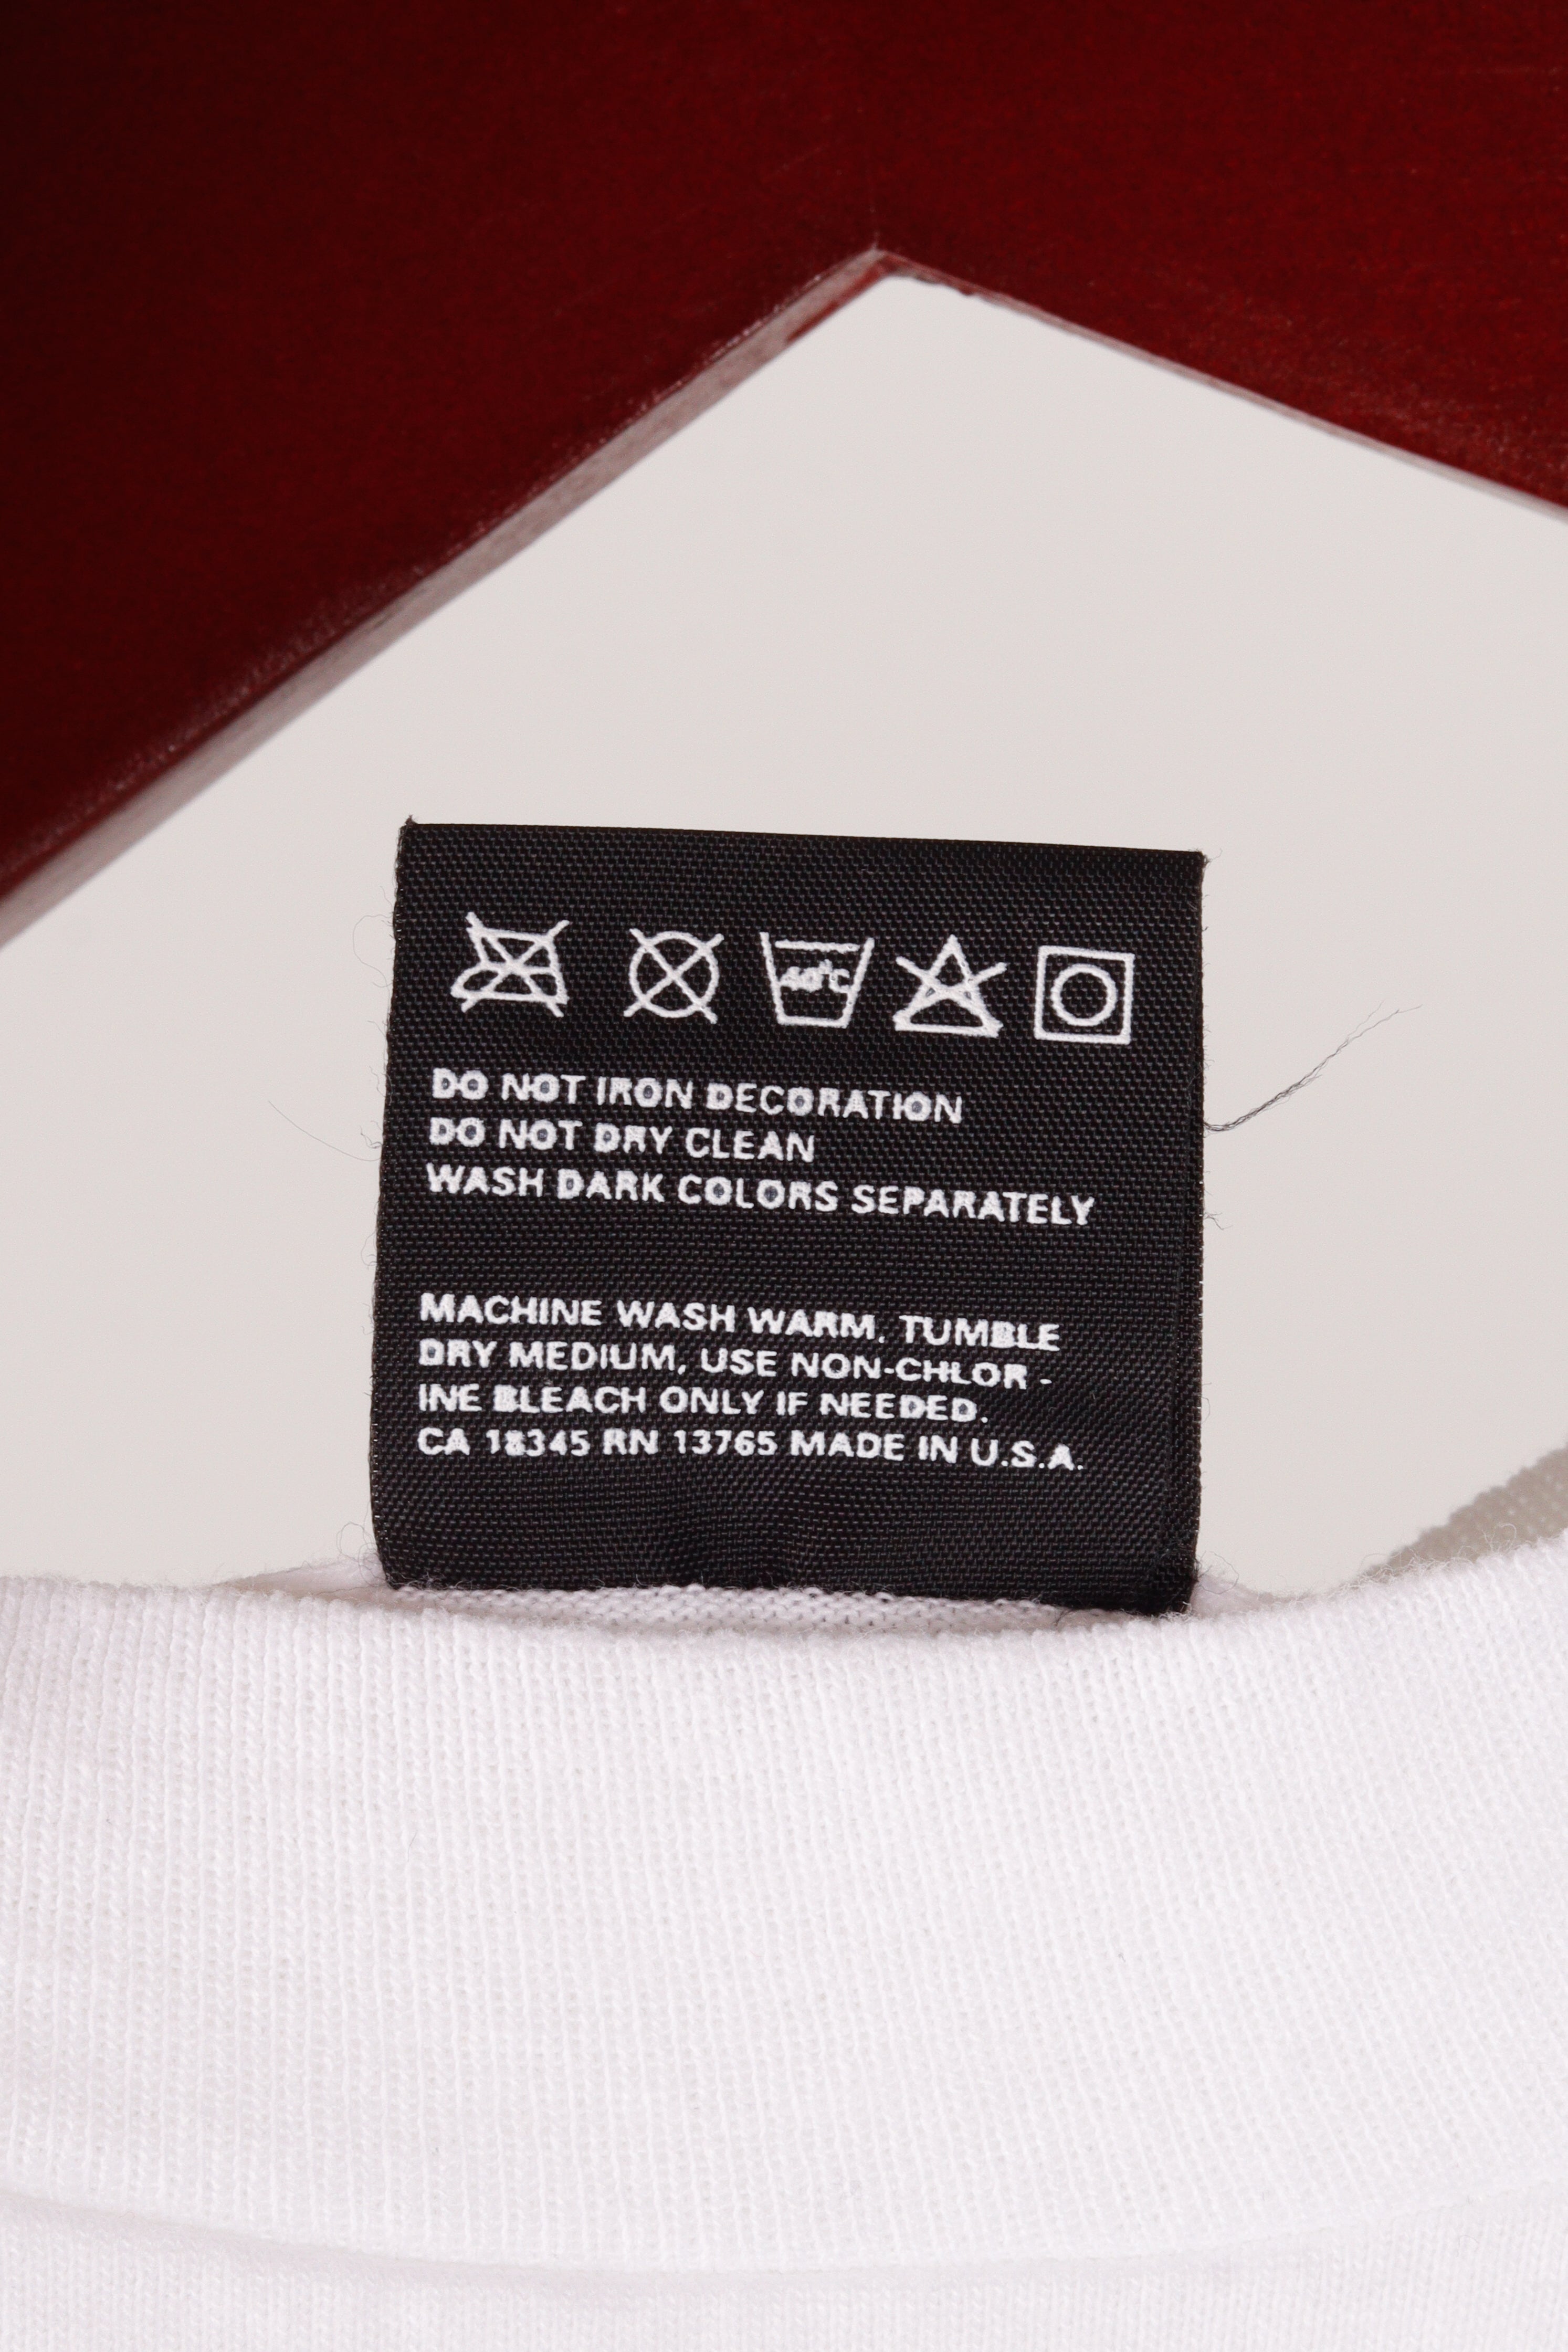 40°C
DO NOT IRON DECORATION
DO NOT DRY CLEAN
WASH DARK COLORS SEPARATELY
MACHINE WASH WARM, TUMBLE
DRY MEDIUM, USE NON-CHLOR -
INE BLEACH ONLY IF NEEDED.
CA 18345 RN 13765 MADE IN U.S.A.